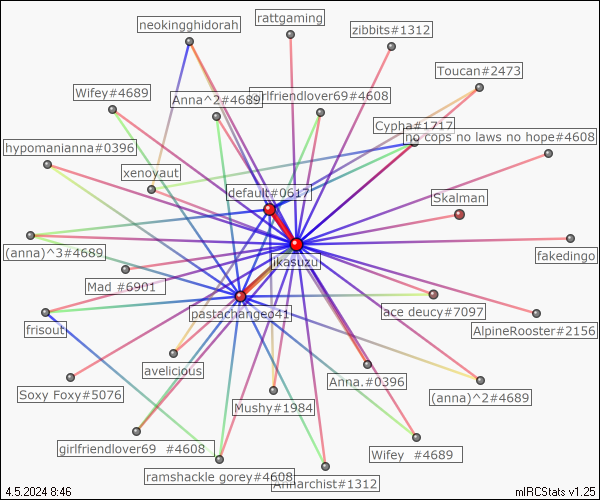 neokingghidorah
rattgaming
zibbits#1312
Toucan#2473
Wifey#4689
Anna^2#4689
girlfriendlover69#4608
Cypha#1717
no cops no laws no hope#4608
hypomanianna#0396
xenoyaut
default#0617
Skalman
(anna)^3#4689
ikasuzu
fakedingo
Mad #6901
pastachangeo41
ace deucy#7097
frisout
AlpineRooster#2156
avelicious
Anna.#0396
Soxy Foxy#5076
Mushy#1984
(anna)^2#4689
girlfriendlover69 #4608
Wifey #4689
ramshackle gorey#4608
Annarchist#1312
4.5.2024 8:46
mIRCStats v1.25